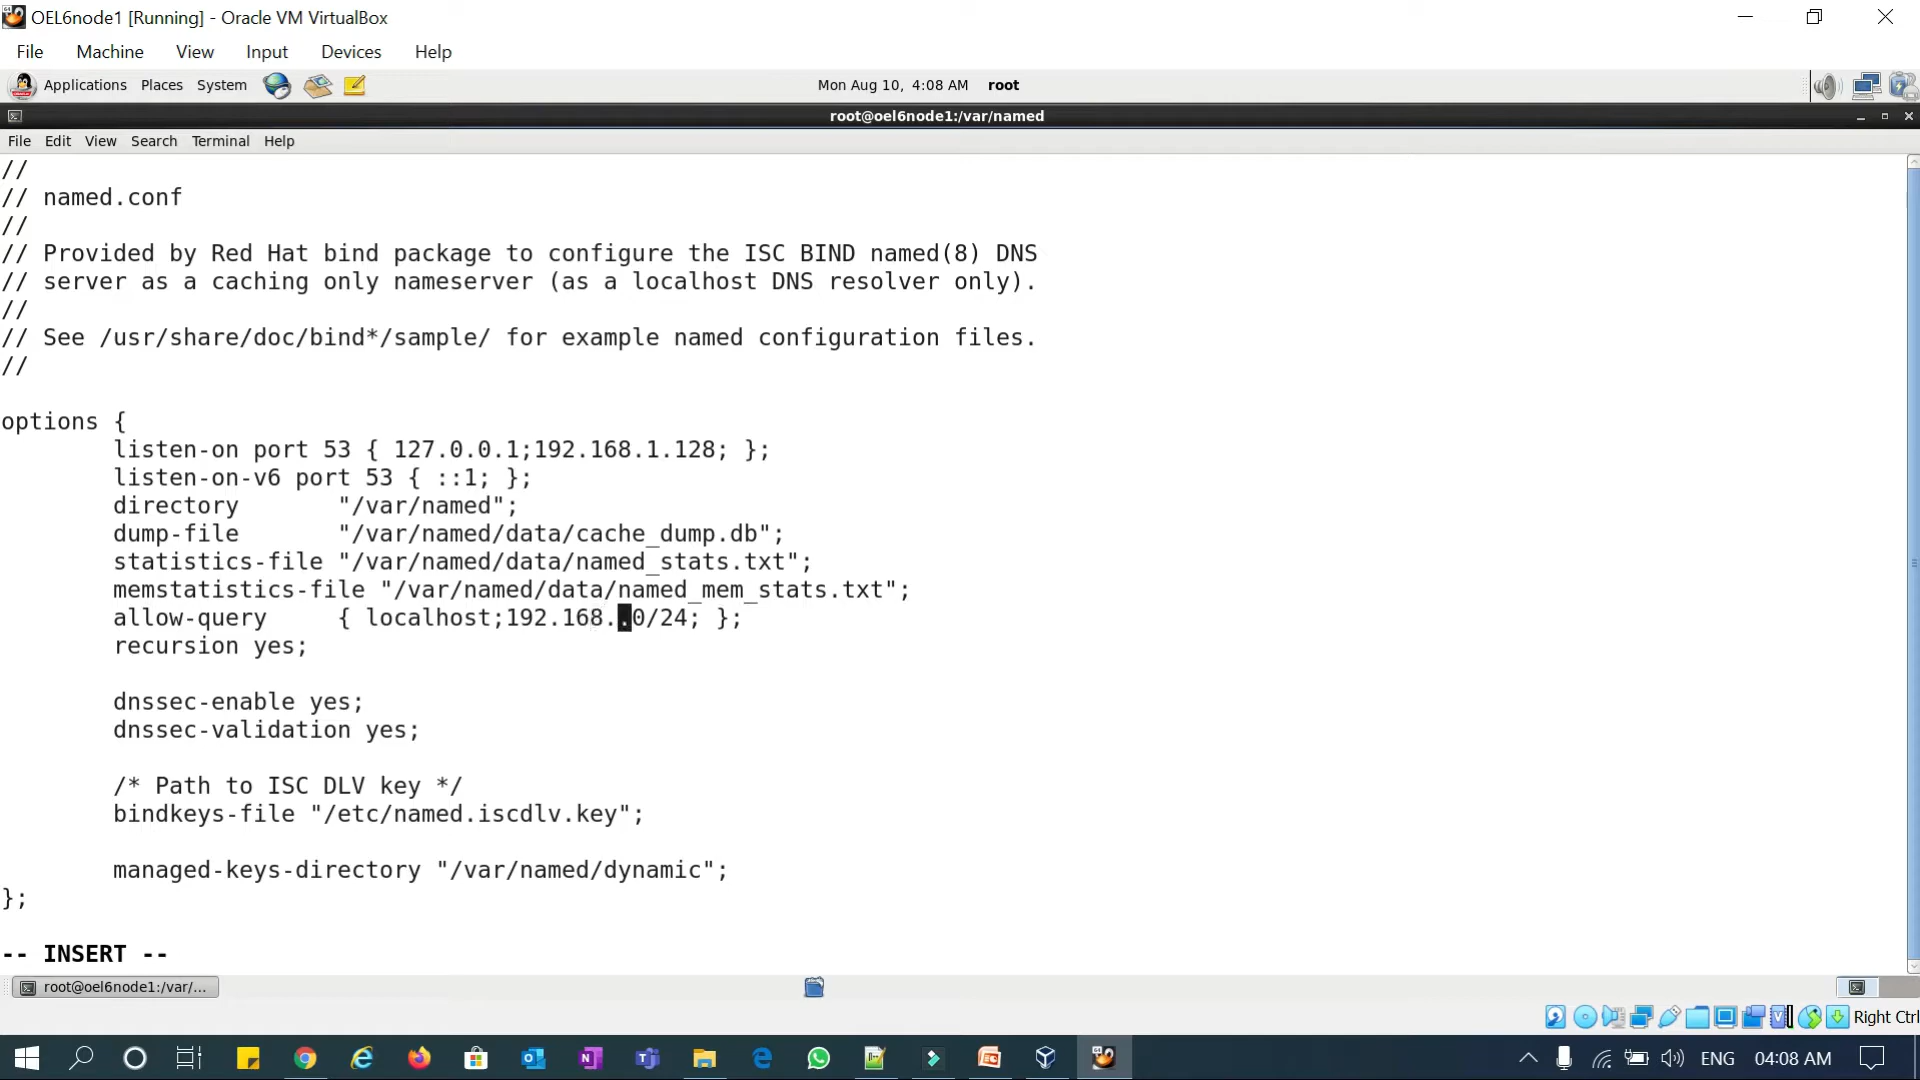 OEL6node1 [Running] - Oracle VM VirtualBox
File Machine View Input Devices Help
Applications Places System Mon Aug 10, 4:08 AM root
root@oel6node1:/var/named
File Edit View Search Terminal Help
//
// named.conf
//
// Provided by Red Hat bind package to configure the ISC BIND named(8) DNS
// server as a caching only nameserver (as a localhost DNS resolver only).
//
// See /usr/share/doc/bind*/sample/ for example named configuration files.
//
options {
listen-on port 53 { 127.0.0.1;192.168.1.128; };
listen-on-v6 port 53 { ::1; };
directory "/var/named";
dump-file "/var/named/data/cache_dump.db";
statistics-file "/var/named/data/named_stats.txt";
memstatistics-file "/var/named/data/named_mem_stats.txt";
allow-query { localhost;192.168..0/24; };
recursion yes;
dnssec-enable yes;
dnssec-validation yes;
/* Path to ISC DLV key */
bindkeys-file "/etc/named.iscdlv.key";
managed-keys-directory "/var/named/dynamic";
};
-- INSERT --
root@oel6node1:/var/...
Right Ctrl
ENG 04:08 AM